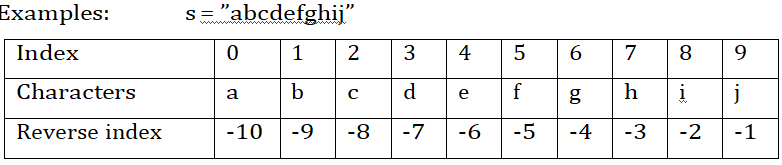 Examples: s = ”abcdefghij”
Index 0 1 2 3 4 5 6 7 8 9
Characters a b c d e f g h i j
Reverse index -10 -9 -8 -7 -6 -5 -4 -3 -2 -1